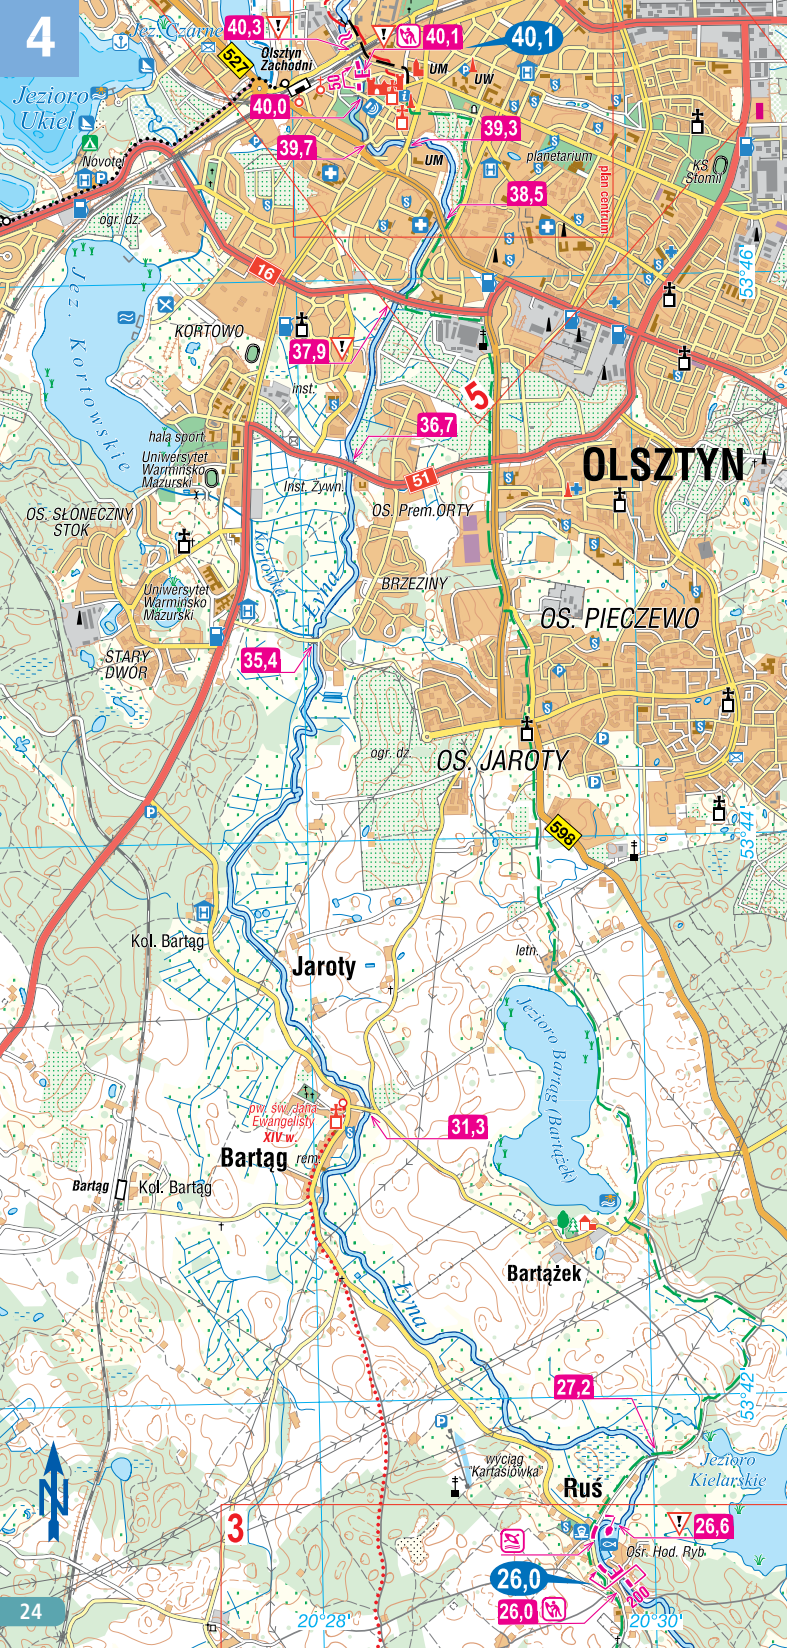 4
Jez. Czarne
40,3
!
!
40,1
40,1
527
Olsztyn
Zachodni
UM
UW
50
Jezioro
Ukiel
40,0
39,3
39,7
UM
planetarium
KS
Stomil
Novotel
plan centrum
38,5
ogr. dz.
53°46'
16
Jez. Kortowskie
KORTOWO
37,9
!
inst.
5
36,7
hala sport.
Uniwersytet
Warmińsko
Mazurski
OLSZTYN
51
Inst. Żywn.
OS. SŁONECZNY
STOK
OS. Prem.ORTY
Kortówka
Łyna
BRZEZINY
Uniwersytet
Warmińsko
Mazurski
OS. PIECZEWO
STARY
DWÓR
35,4
ogr. dz.
OS. JAROTY
598
53°44'
Kol. Bartąg
Jaroty
letn.
Jezioro Bartąg (Bartążek)
pw. św. Jana
Ewangelisty
XIV w
31,3
Bartąg
rem.
Bartąg
Kol. Bartąg
Bartążek
Łyna
27,2
53°42'
wyciąg
"Kartasiówka"
Jezioro
Kielarskie
Ruś
N
3
!
26,6
Ośr. Hod. Ryb
26,0
26,0
200
24
20°28'
20°30'